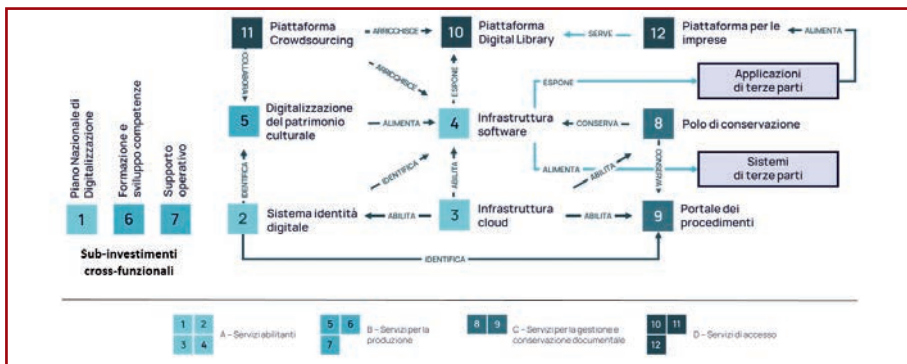 11 Piattaforma
Crowdsourcing
ARRICCHISCE
10 Piattaforma
Digital Library
SERVE
12 Piattaforma per le
imprese
ALIMENTA
COLLABORA
ARRICCHISCE
ESPONE
ESPONE
Applicazioni
di terze parti
5 Digitalizzazione
del patrimonio
culturale
ALIMENTA
4 Infrastruttura
software
CONSERVA
8 Polo di conservazione
Piano Nazionale di
Digitalizzazione
Formazione e
sviluppo competenze
Supporto
operativo
IDENTIFICA
IDENTIFICA
ABILITA
ALIMENTA
ABILITA
CONSERVA
Sistemi
di terze parti
1 6 7
2 Sistema identità
digitale
ABILITA
3 Infrastruttura
cloud
ABILITA
9 Portale dei
procedimenti
Sub-investimenti
cross-funzionali
IDENTIFICA
1 2
3 4
A – Servizi abilitanti
5 6
7
B – Servizi per la
produzione
8 9
C – Servizi per la gestione e
conservazione documentale
10 11
12
D – Servizi di accesso